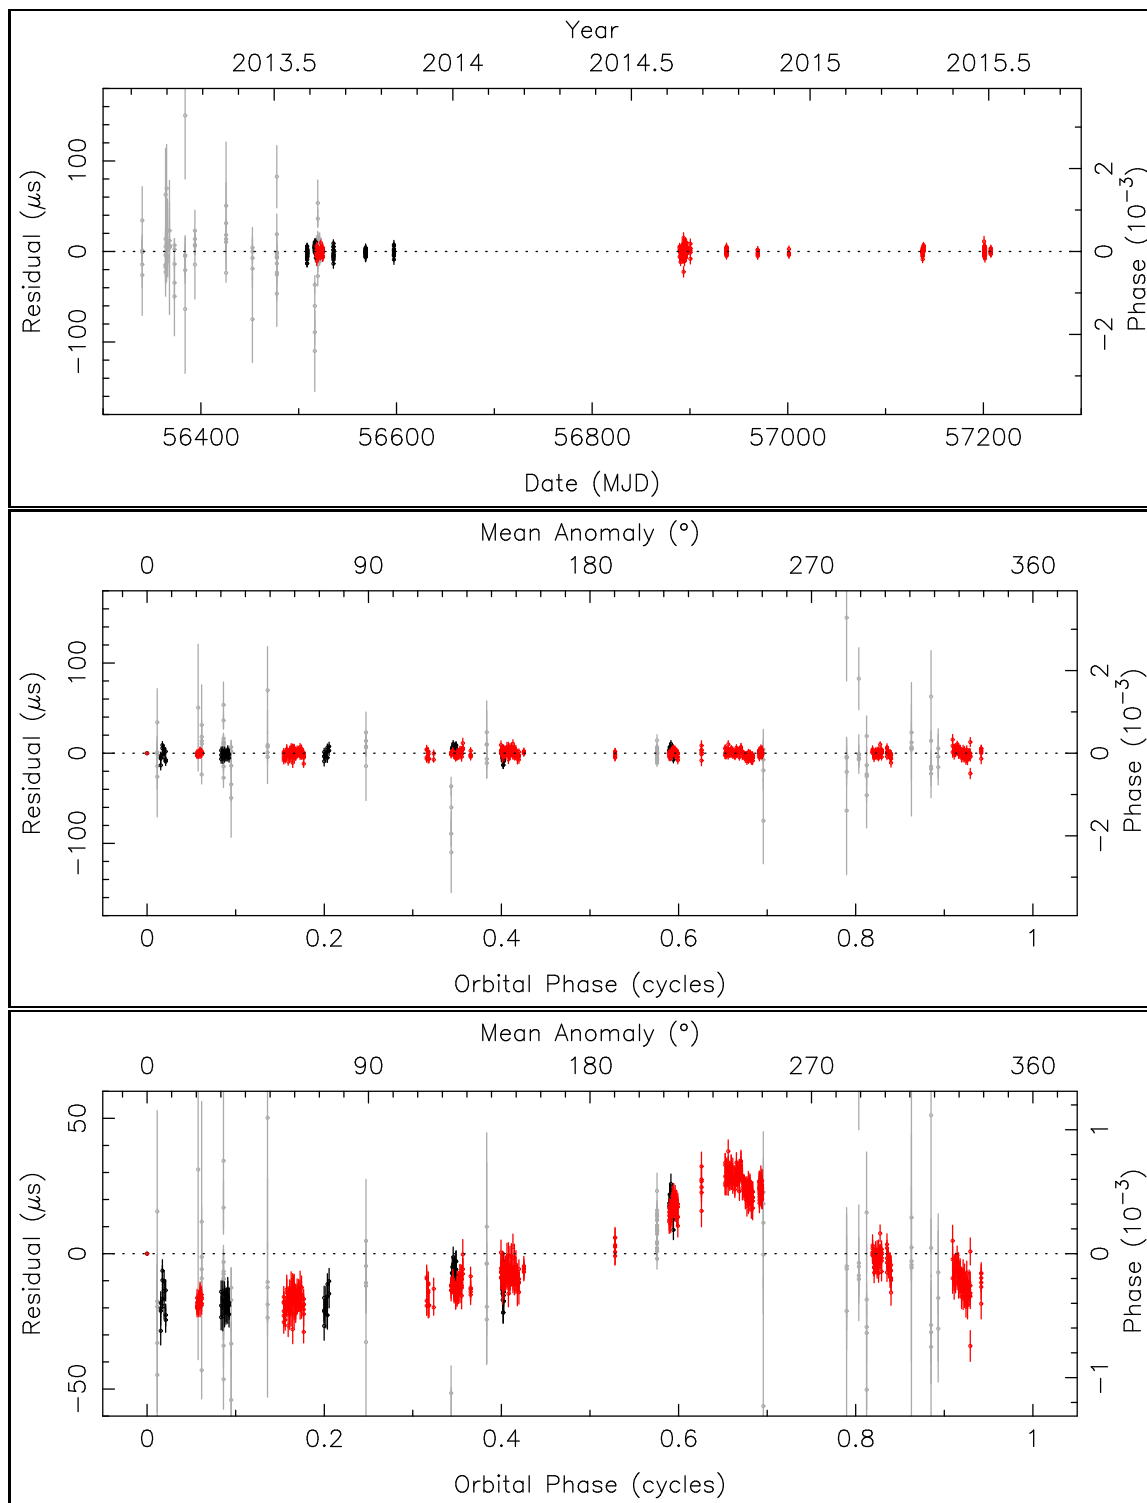 Year
2013.5 2014 2014.5 2015 2015.5
Residual (μs)
100 0 −100
2 0 −2
Phase (10⁻³)
56400 56600 56800 57000 57200
Date (MJD)
Mean Anomaly (°)
0 90 180 270 360
Residual (μs)
100 0 −100
2 0 −2
Phase (10⁻³)
0 0.2 0.4 0.6 0.8 1
Orbital Phase (cycles)
Mean Anomaly (°)
0 90 180 270 360
Residual (μs)
50 0 −50
1 0 −1
Phase (10⁻³)
0 0.2 0.4 0.6 0.8 1
Orbital Phase (cycles)